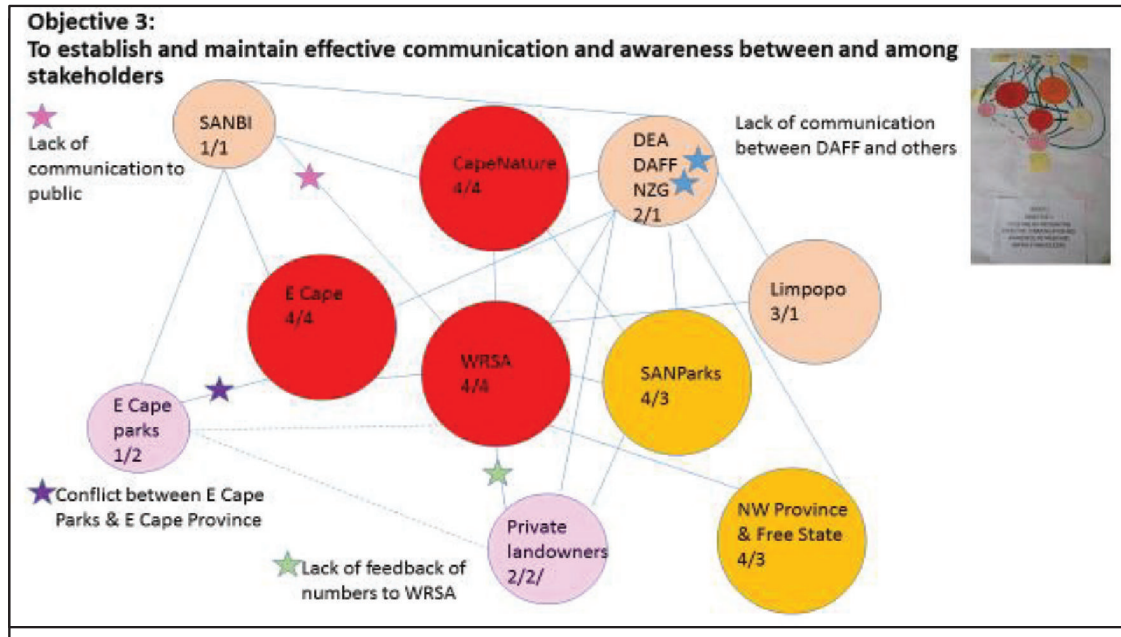 Objective 3:
To establish and maintain effective communication and awareness between and among
stakeholders
Lack of
communication to
public
SANBI
1/1
CapeNature
4/4
DEA
DAFF
NZG
2/1
Lack of communication
between DAFF and others
E Cape
4/4
WRSA
4/4
Limpopo
3/1
SANParks
4/3
E Cape
parks
1/2
Conflict between E Cape
Parks & E Cape Province
Private
landowners
2/2/
NW Province
& Free State
4/3
Lack of feedback of
numbers to WRSA